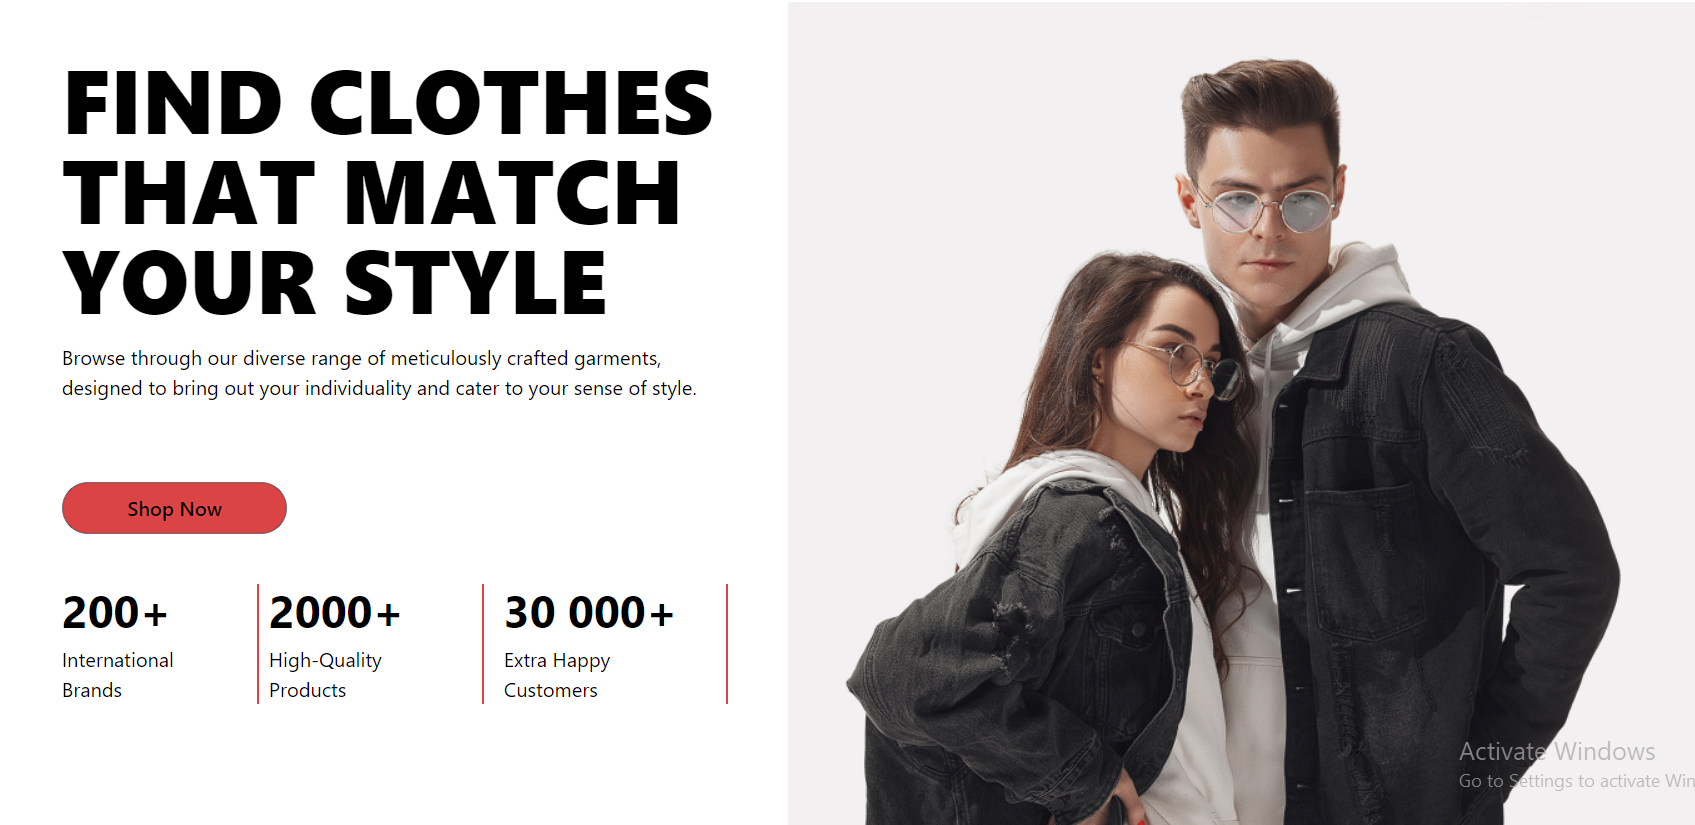 FIND CLOTHES
THAT MATCH
YOUR STYLE
Browse through our diverse range of meticulously crafted garments,
designed to bring out your individuality and cater to your sense of style.
Shop Now
200+
International
Brands
2000+
High-Quality
Products
30 000+
Extra Happy
Customers
Activate Windows
Go to Settings to activate Win